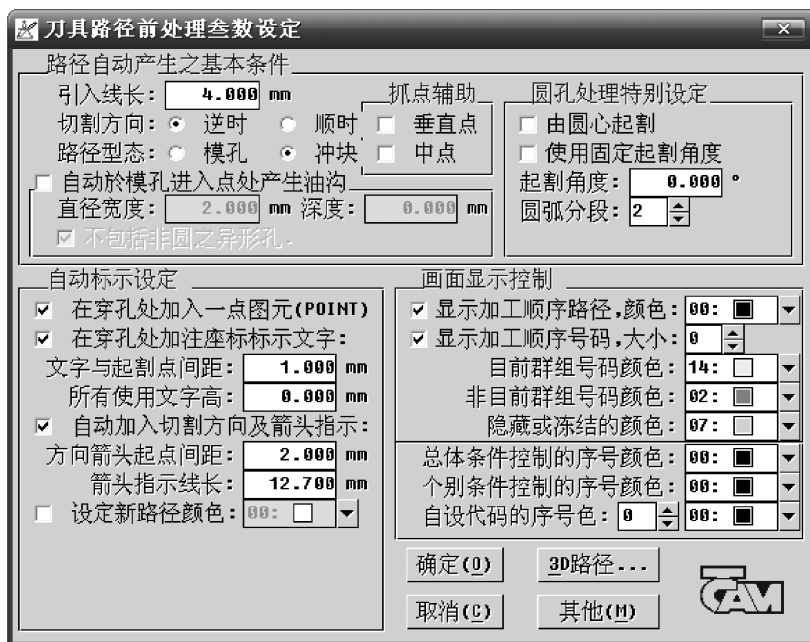 刀具路径前处理叁数设定
路径自动产生之基本条件
引入线长: 4.000 mm
切割方向: 逆时 顺时
路径型态: 模孔 冲块
抓点辅助
垂直点
中点
自动於模孔进入点处产生油沟
直径宽度: 2.000 mm 深度: 0.000 mm
不包括非圆之异形孔.
圆孔处理特别设定
由圆心起割
使用固定起割角度
起割角度: 0.000 °
圆弧分段: 2
自动标示设定
在穿孔处加入一点图元(POINT)
在穿孔处加注座标标示文字:
文字与起割点间距: 1.000 mm
所有使用文字高: 0.000 mm
自动加入切割方向及箭头指示:
方向箭头起点间距: 2.000 mm
箭头指示线长: 12.700 mm
设定新路径颜色: 00:
画面显示控制
显示加工顺序路径,颜色: 00:
显示加工顺序号码,大小: 0
目前群组号码颜色: 14:
非目前群组号码颜色: 02:
隐藏或冻结的颜色: 07:
总体条件控制的序号颜色: 00:
个别条件控制的序号颜色: 00:
自设代码的序号色: 0 00:
确定(O) 3D路径...
取消(C) 其他(M)
TCAM